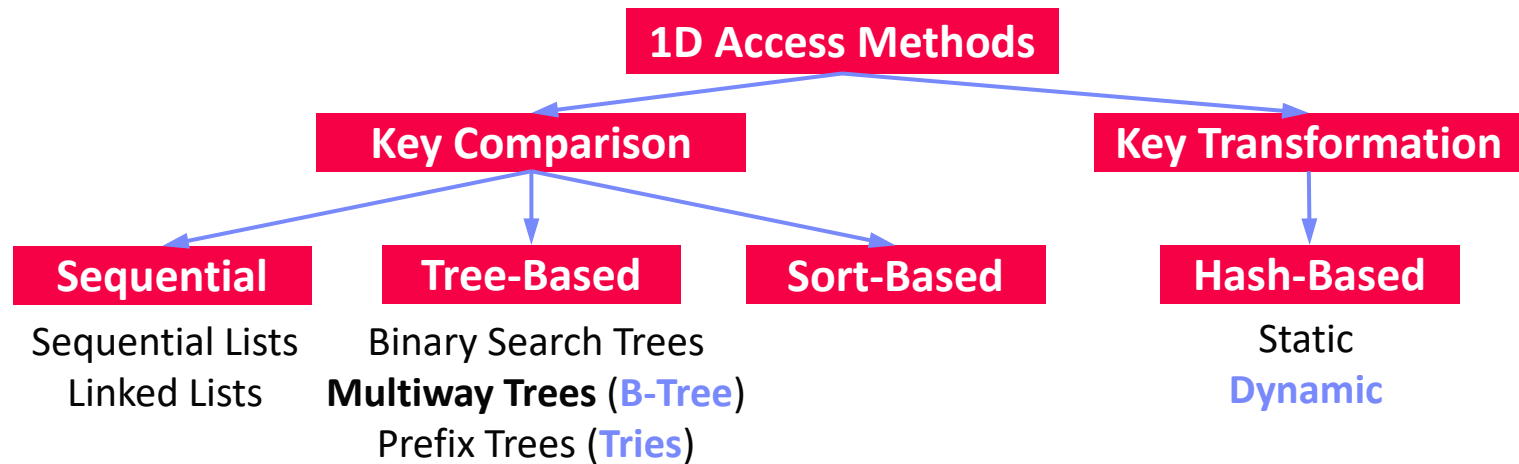 1D Access Methods
Key Comparison
Key Transformation
Sequential
Tree-Based
Sort-Based
Hash-Based
Sequential Lists
Linked Lists
Binary Search Trees
Multiway Trees (B-Tree)
Prefix Trees (Tries)
Static
Dynamic